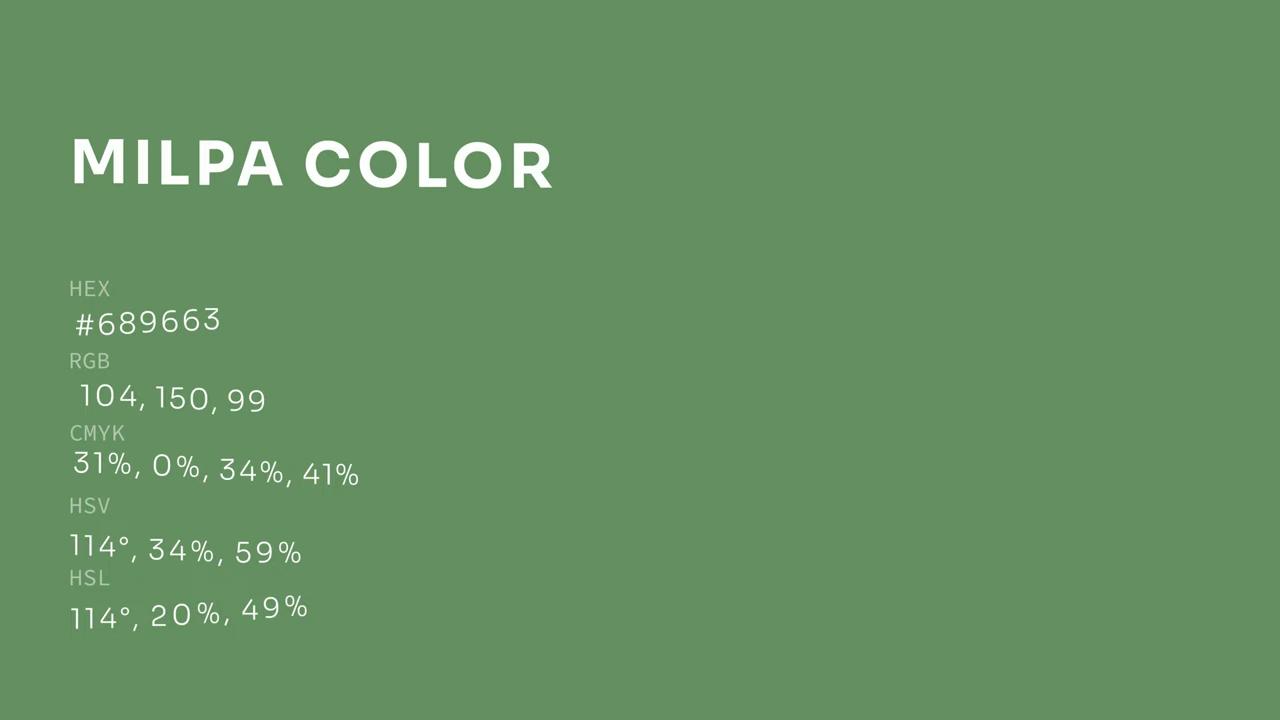 MILPA COLOR
HEX
#689663
RGB
104, 150, 99
CMYK
31%, 0%, 34%, 41%
HSV
114°, 34%, 59%
HSL
114°, 20%, 49%